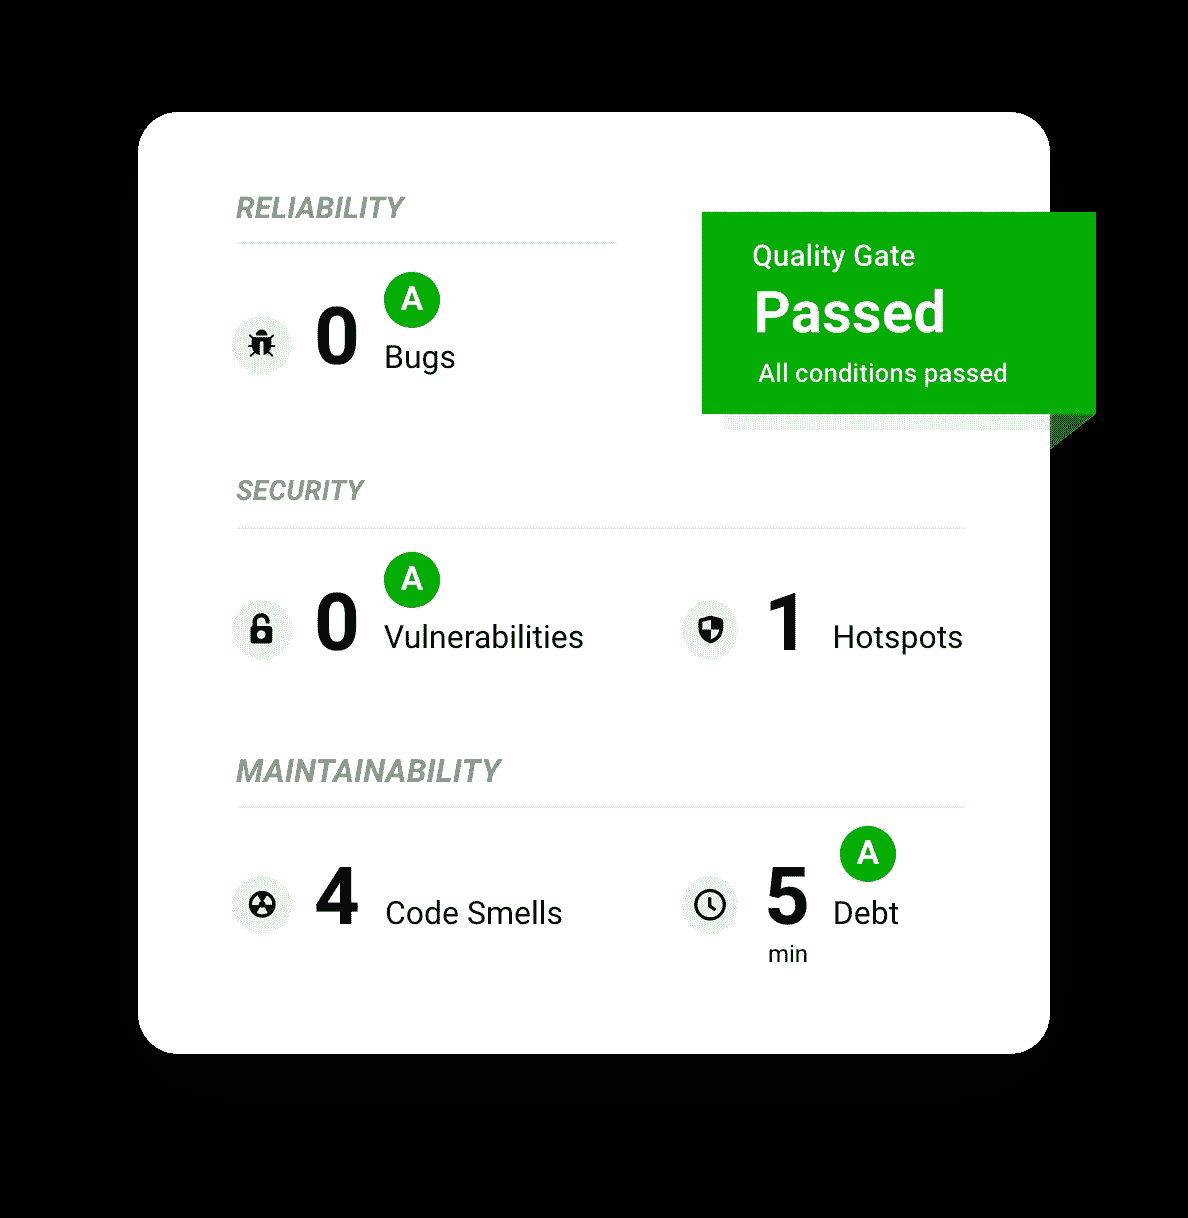 RELIABILITY
0
A
Bugs
Quality Gate
Passed
All conditions passed
SECURITY
0
A
Vulnerabilities
1
Hotspots
MAINTAINABILITY
4
Code Smells
5
min
A
Debt